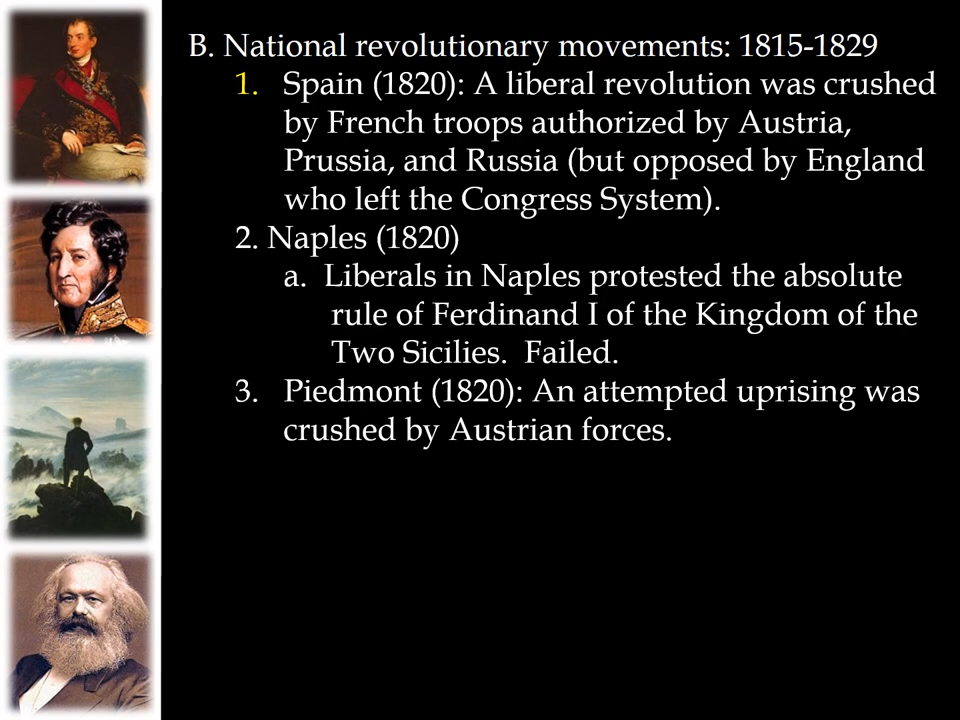 B. National revolutionary movements: 1815-1829
1. Spain (1820): A liberal revolution was crushed
by French troops authorized by Austria,
Prussia, and Russia (but opposed by England
who left the Congress System).
2. Naples (1820)
a. Liberals in Naples protested the absolute
rule of Ferdinand I of the Kingdom of the
Two Sicilies. Failed.
3. Piedmont (1820): An attempted uprising was
crushed by Austrian forces.